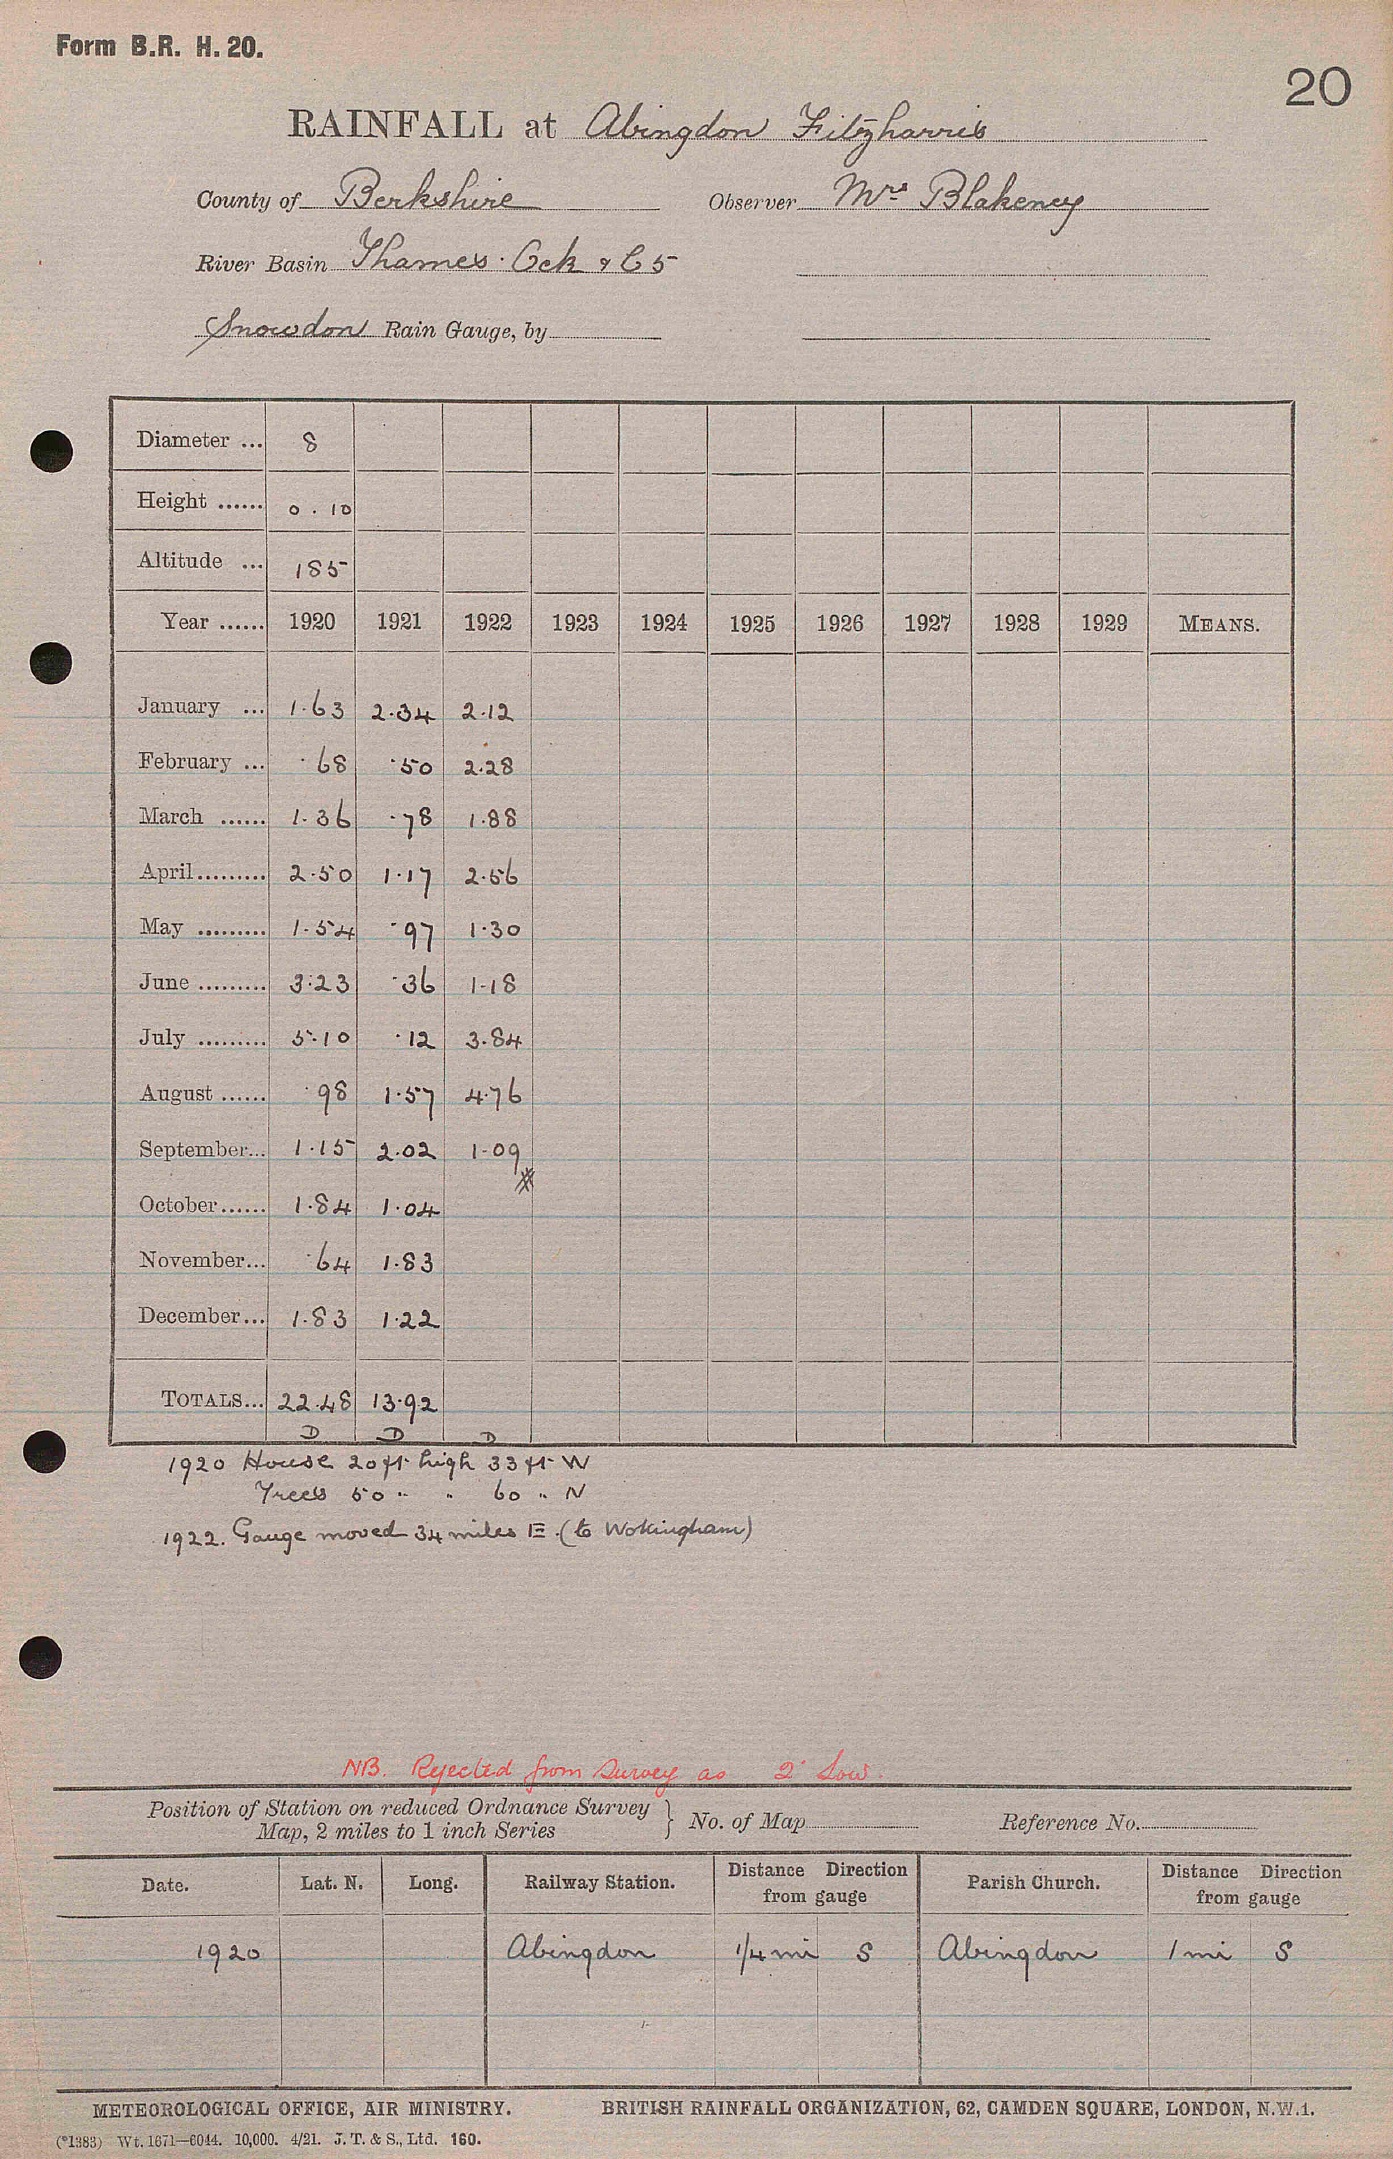 Form B.R. H. 20.
20
RAINFALL at Abingdon Fitzharris
County of Berkshire Observer Mrs Blakeney
River Basin Thames. Ock & C5
Snowdon Rain Gauge, by
Diameter ... 8
Height ...... 0.10
Altitude ... 185
Year ...... 1920 1921 1922 1923 1924 1925 1926 1927 1928 1929 MEANS.
January ... 1.63 2.34 2.12
February ... .68 .50 2.28
March ...... 1.36 .78 1.88
April......... 2.50 1.17 2.56
May ......... 1.54 .97 1.30
June ......... 3.23 .36 1.18
July ......... 5.10 .12 3.84
August ...... .98 1.57 4.76
September... 1.15 2.02 1.09
October...... 1.84 1.04
November... .64 1.83
December... 1.83 1.22
TOTALS... 22.48 13.92
D D D
1920 House 20 ft high 33 ft W
Trees 50 " " 60 " N
1922. Gauge moved 34 miles E. (to Wokingham)
NB. Rejected from Survey as 2" Low.
Position of Station on reduced Ordnance Survey
Map, 2 miles to 1 inch Series } No. of Map Reference No.
Date. Lat. N. Long. Railway Station. Distance Direction from gauge Parish Church. Distance Direction from gauge
1920 Abingdon 1/4 mi S Abingdon 1 mi S
METEOROLOGICAL OFFICE, AIR MINISTRY. BRITISH RAINFALL ORGANIZATION, 62, CAMDEN SQUARE, LONDON, N.W.1.
(*1383) Wt. 1671—6044. 10,000. 4/21. J. T. & S., Ltd. 160.